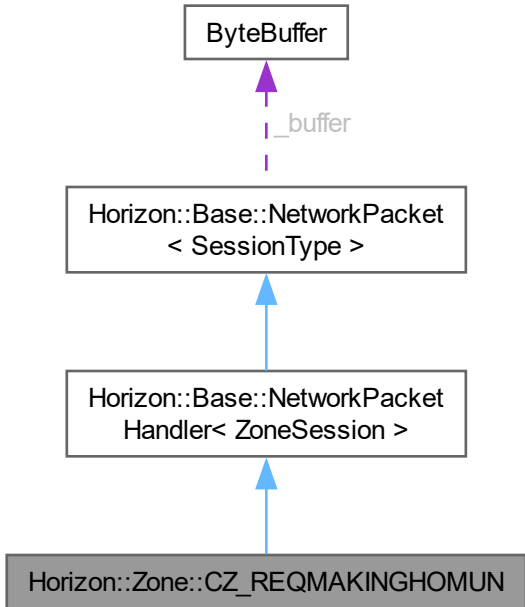 ByteBuffer
_buffer
Horizon::Base::NetworkPacket
< SessionType >
Horizon::Base::NetworkPacket
Handler< ZoneSession >
Horizon::Zone::CZ_REQMAKINGHOMUN